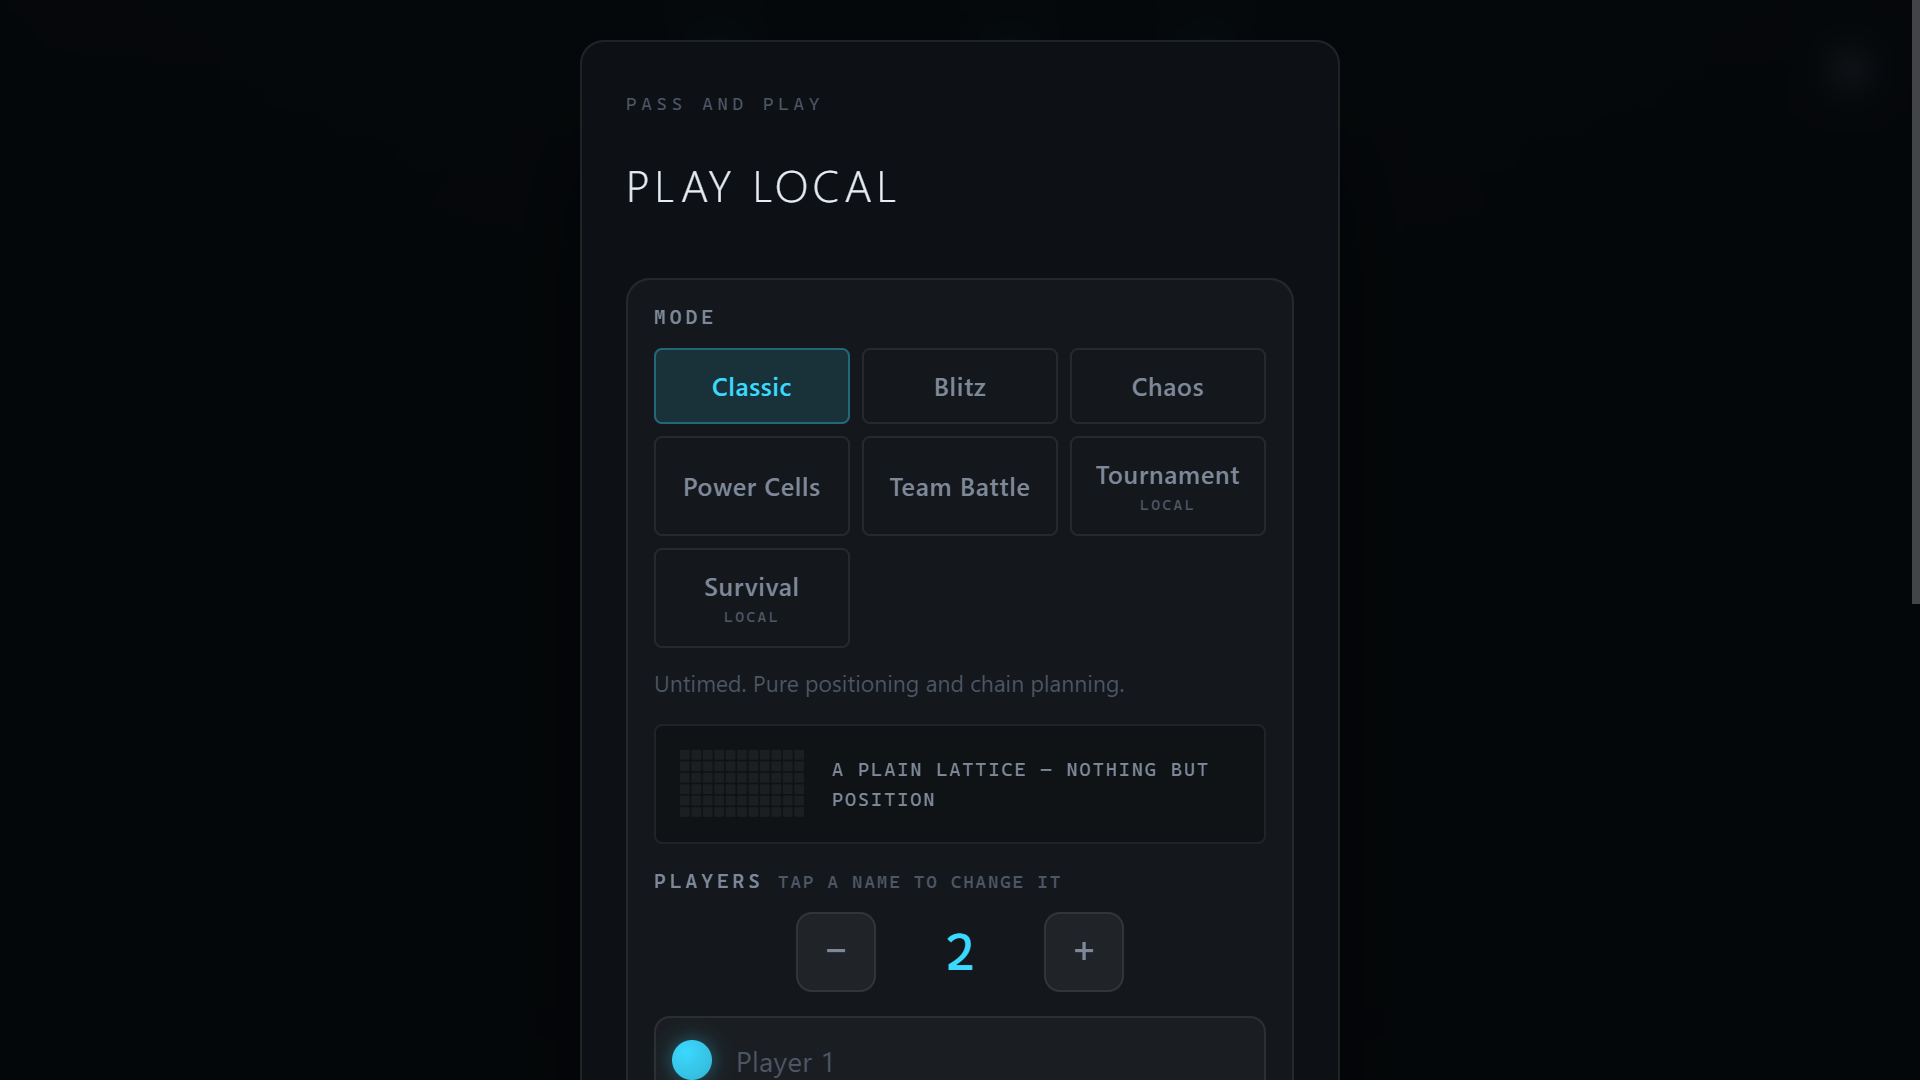 PASS AND PLAY
PLAY LOCAL
MODE
Classic
Blitz
Chaos
Power Cells
Team Battle
Tournament
LOCAL
Survival
LOCAL
Untimed. Pure positioning and chain planning.
A PLAIN LATTICE — NOTHING BUT
POSITION
PLAYERS TAP A NAME TO CHANGE IT
− 2 +
Player 1